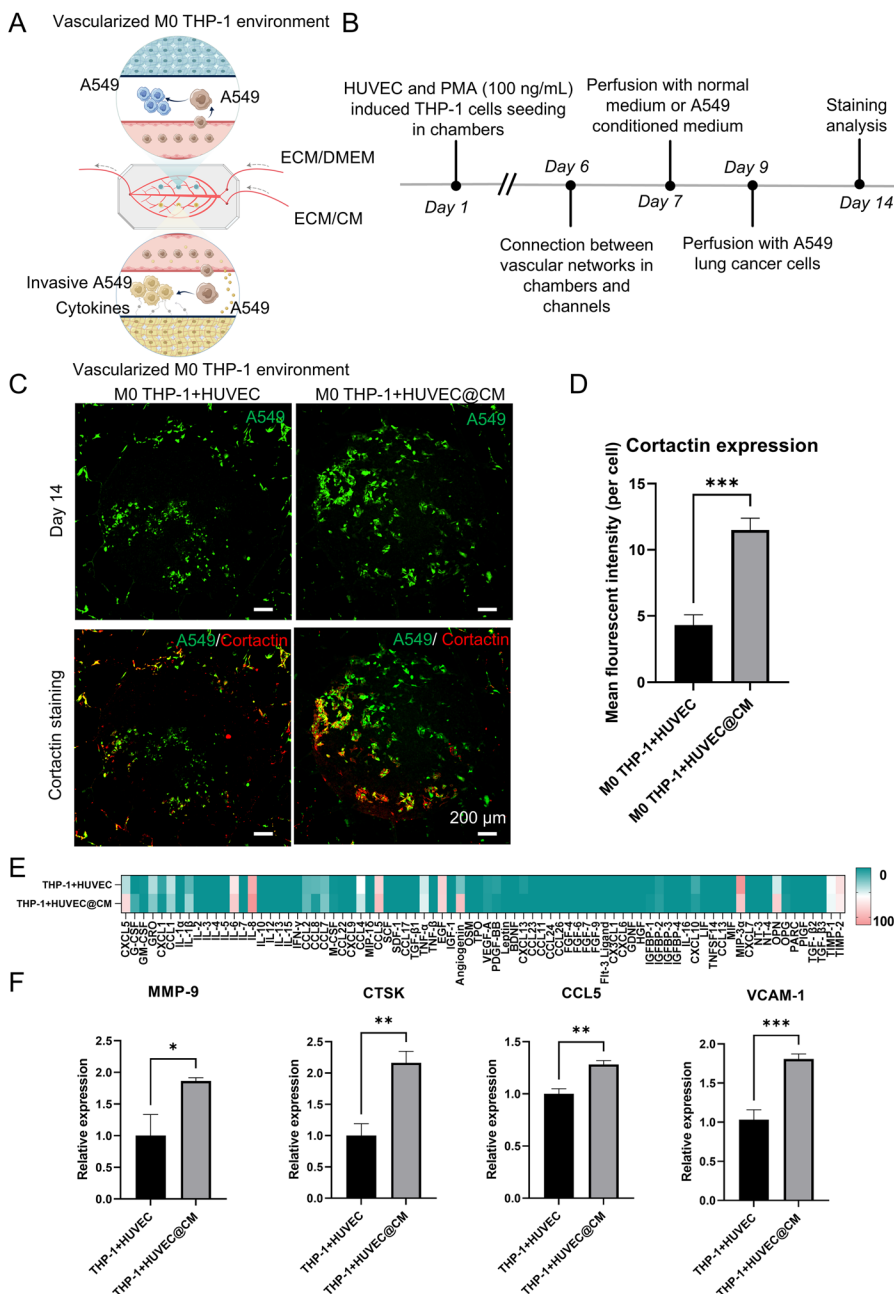 A
Vascularized M0 THP-1 environment
A549
A549
ECM/DMEM
ECM/CM
Invasive A549
Cytokines
A549
Vascularized M0 THP-1 environment
B
HUVEC and PMA (100 ng/mL)
induced THP-1 cells seeding
in chambers
Perfusion with normal
medium or A549
conditioned medium
Staining
analysis
Day 1
Day 6
Day 7
Day 9
Day 14
Connection between
vascular networks in
chambers and
channels
Perfusion with A549
lung cancer cells
C
M0 THP-1+HUVEC
M0 THP-1+HUVEC@CM
Day 14
A549
A549
Cortactin staining
A549/Cortactin
A549/ Cortactin
200 μm
D
Cortactin expression
Mean flourescent intensity (per cell)
15
10
5
0
***
M0 THP-1+HUVEC
M0 THP-1+HUVEC@CM
E
THP-1+HUVEC
THP-1+HUVEC@CM
0
100
CXCL5
G-CSF
GM-CSF
GRO
CXCL1
CCL1
IL-1α
IL-1β
IL-2
IL-3
IL-4
IL-5
IL-6
IL-7
IL-8
IL-10
IL-12
IL-13
IL-15
IFN-γ
CCL2
CCL8
CCL7
M-CSF
CCL22
CXCL9
CCL4
MIP-1δ
CCL5
SCF
SDF-1
CCL17
TGF-β1
TNF-α
TNF-β
EGF
IGF-1
Angiogenin
OSM
TPO
VEGF-A
PDGF-BB
Leptin
BDNF
CXCL13
CCL23
CCL11
CCL24
CCL26
FGF-4
FGF-6
FGF-7
FGF-9
Flt-3 Ligand
CX3CL1
CXCL6
GDNF
HGF
IGFBP-1
IGFBP-2
IGFBP-3
IGFBP-4
IL-16
CXCL10
LIF
TNFSF14
CCL13
MIF
MIP-3α
CXCL7
NT-3
NT-4
OPN
OPG
PARC
PlGF
TGF-β2
TGF-β3
TIMP-1
TIMP-2
F
MMP-9
Relative expression
2.5
2.0
1.5
1.0
0.5
0.0
*
THP-1+HUVEC
THP-1+HUVEC@CM
CTSK
Relative expression
2.5
2.0
1.5
1.0
0.5
0.0
**
THP-1+HUVEC
THP-1+HUVEC@CM
CCL5
Relative expression
1.5
1.0
0.5
0.0
**
THP-1+HUVEC
THP-1+HUVEC@CM
VCAM-1
Relative expression
2.0
1.5
1.0
0.5
0.0
***
THP-1+HUVEC
THP-1+HUVEC@CM